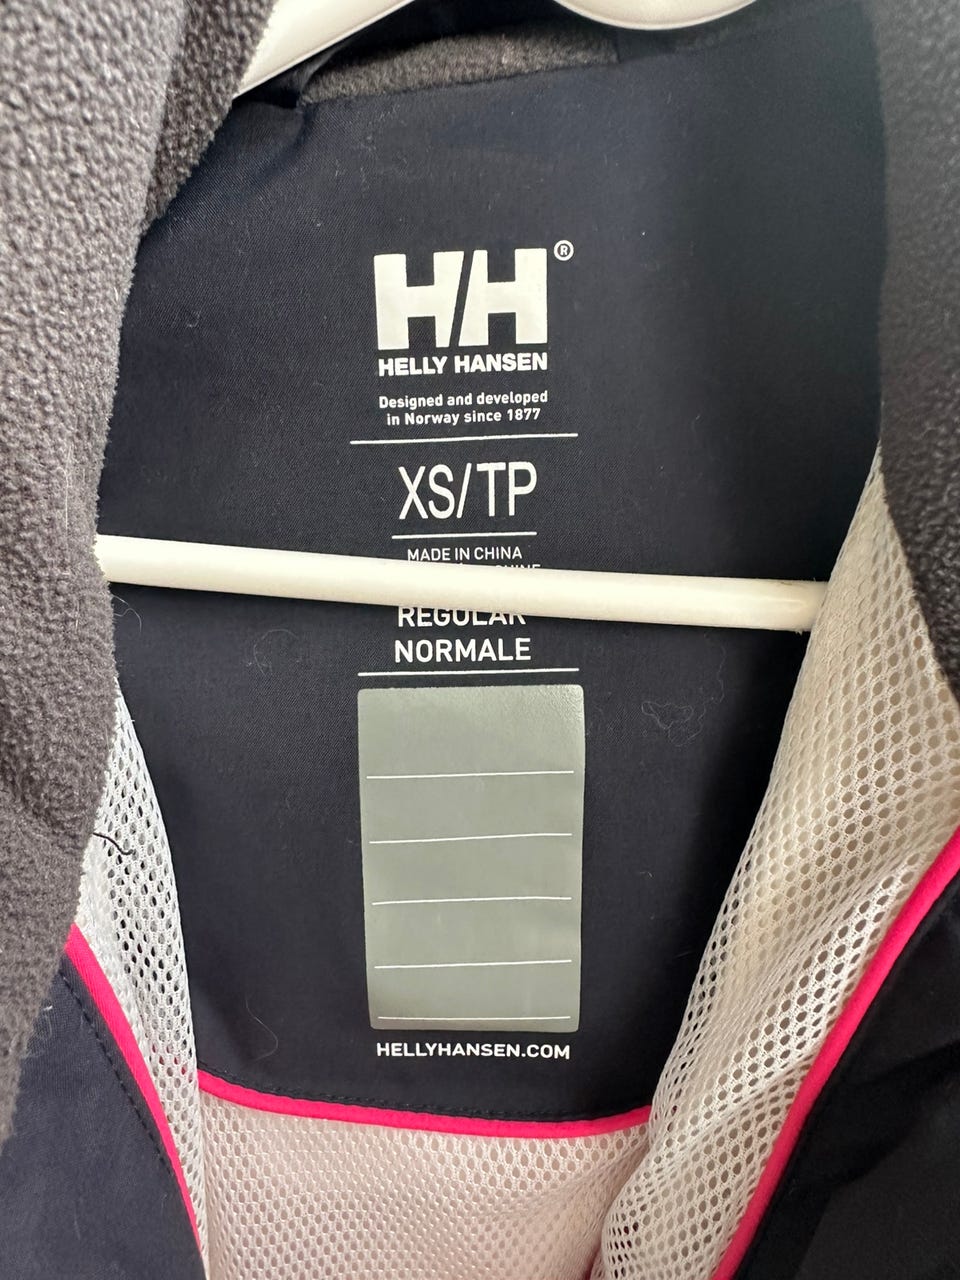 HH®
HELLY HANSEN
Designed and developed
in Norway since 1877
XS/TP
MADE IN CHINA
REGULAR
NORMALE
HELLYHANSEN.COM